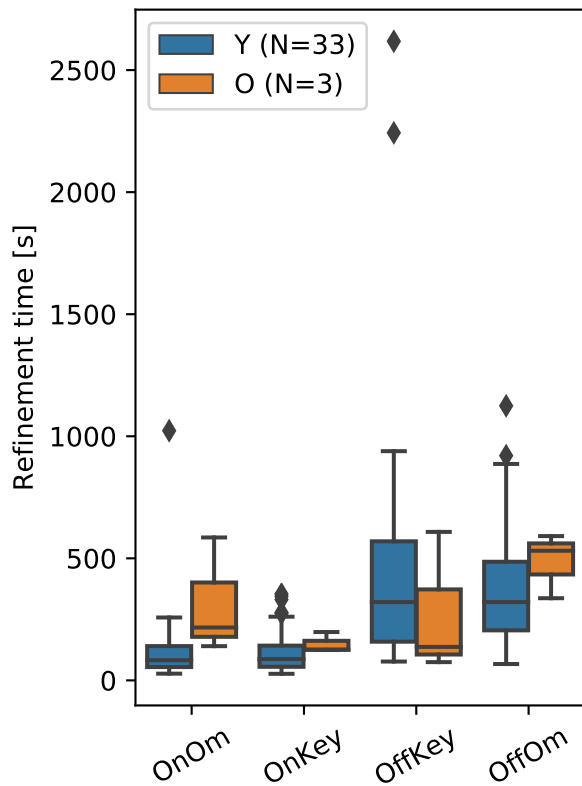 Y (N=33)
O (N=3)
Refinement time [s]
2500
2000
1500
1000
500
0
OnOm
OnKey
OffKey
OffOm